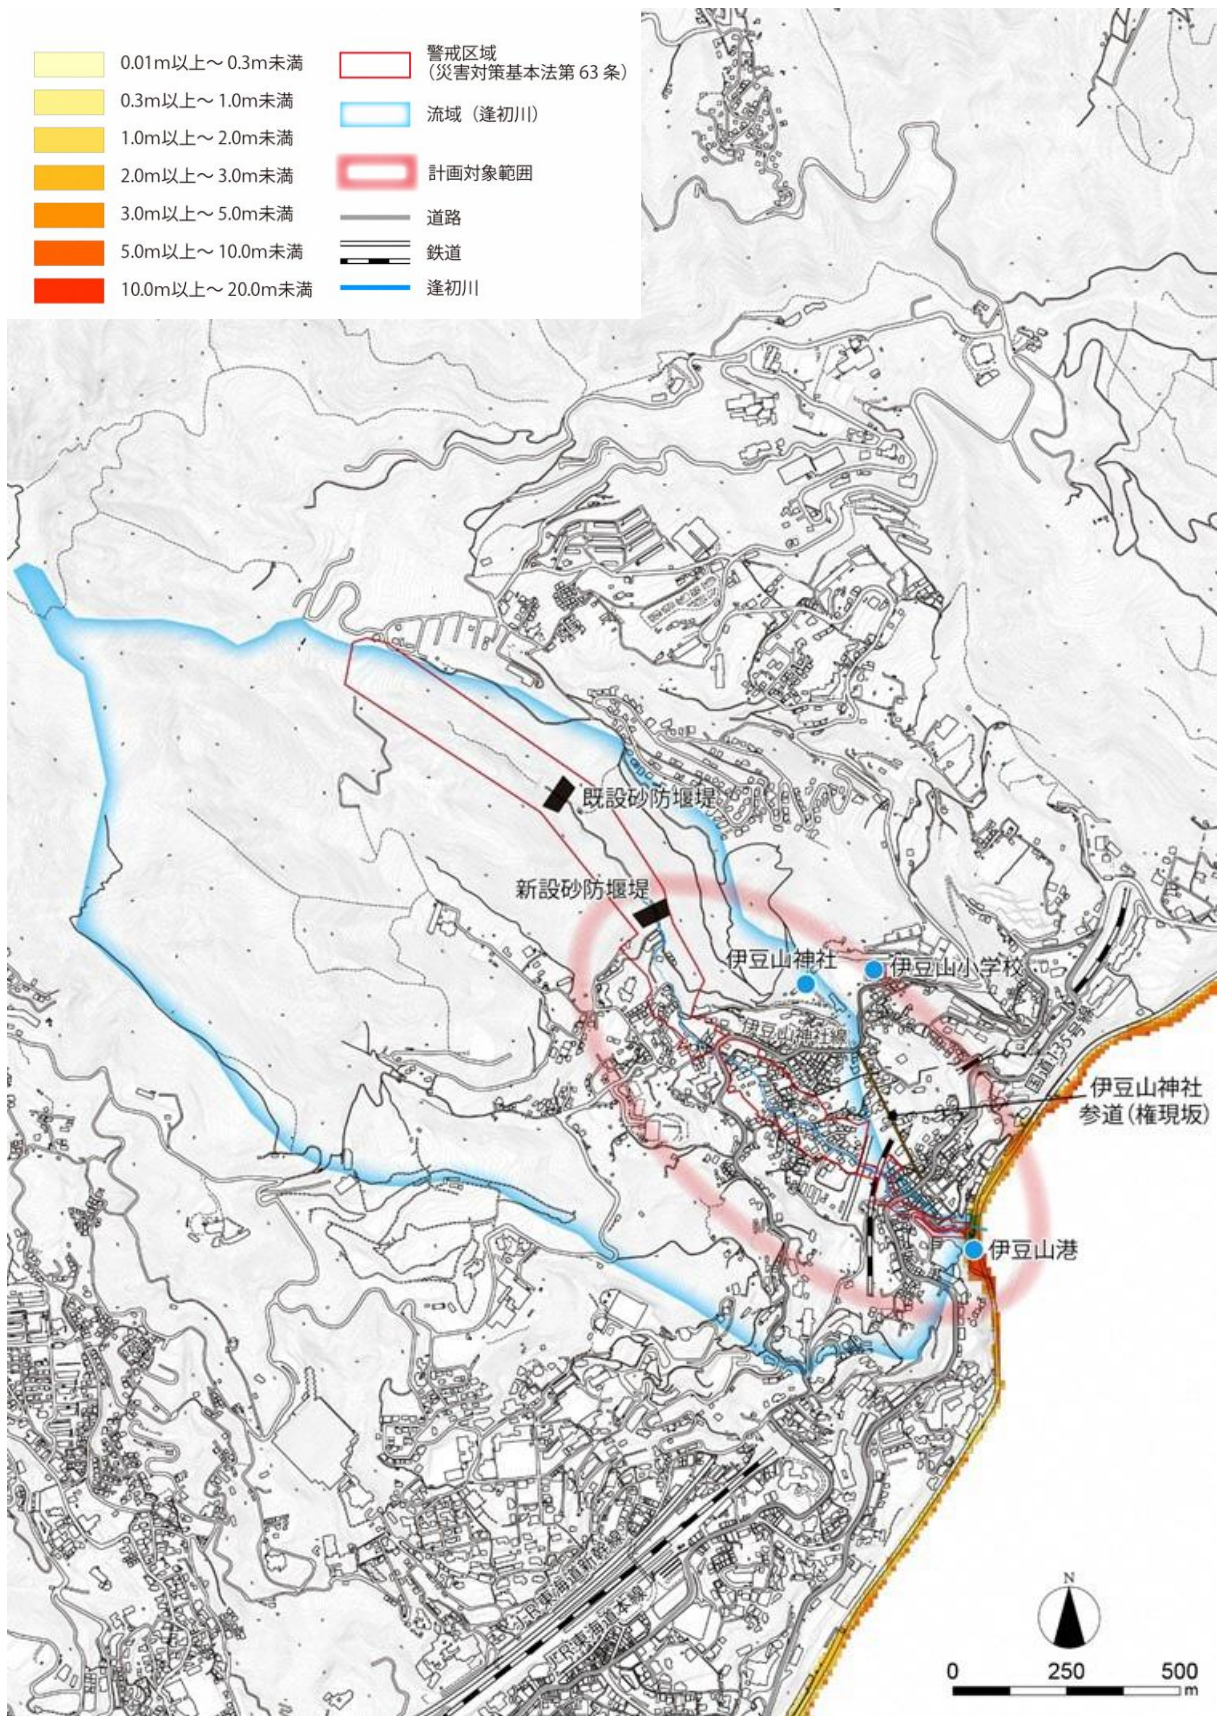 0.01m以上～0.3m未満
0.3m以上～1.0m未満
1.0m以上～2.0m未満
2.0m以上～3.0m未満
3.0m以上～5.0m未満
5.0m以上～10.0m未満
10.0m以上～20.0m未満
警戒区域
（災害対策基本法第63条）
流域（逢初川）
計画対象範囲
道路
鉄道
逢初川
既設砂防堰堤
新設砂防堰堤
伊豆山神社
伊豆山小学校
伊豆山神社線
国道135号線
伊豆山神社
参道（権現坂）
伊豆山港
JR東海道新幹線
JR東海道本線
N
0 250 500
m